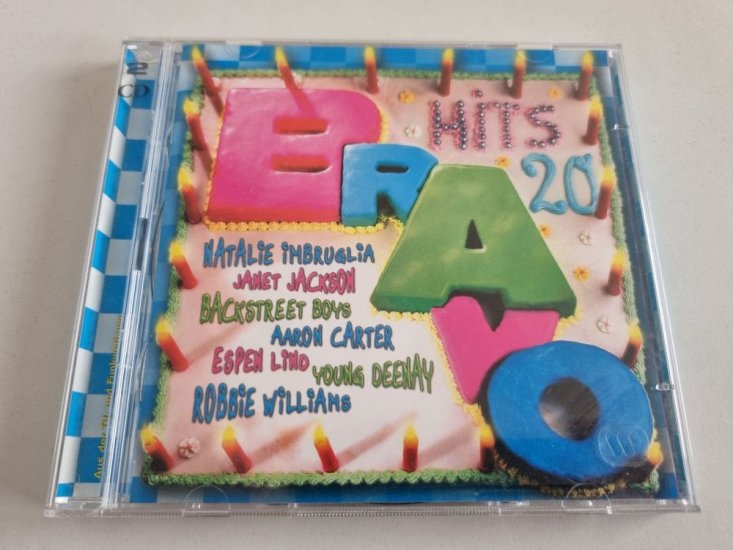 2
CD
HiTS
BRAVO
20
NATALIE iMBRUGLIA
JANET JACKSON
BACKSTREET BOYS
AARON CARTER
ESPEN LIND
YOUNG DEENAY
ROBBIE WiLLiAMS